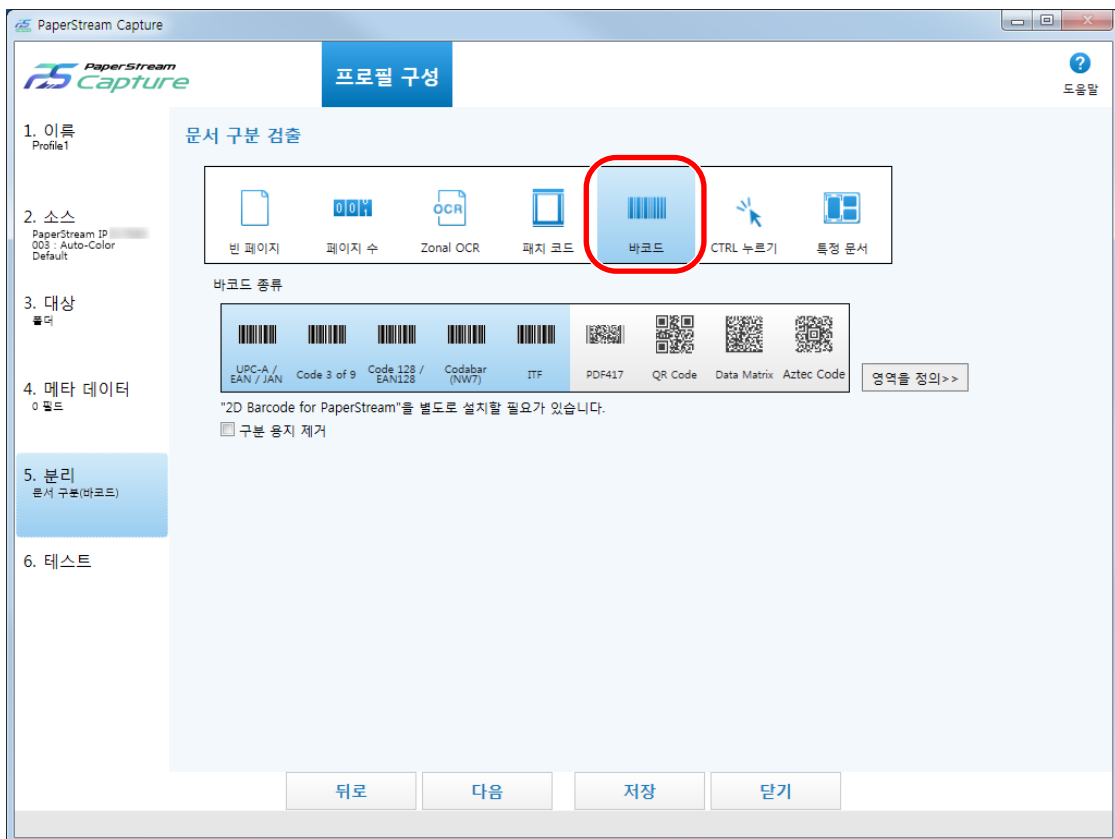 PaperStream Capture
PaperStream
Capture
프로필 구성
?
도움말
1. 이름
Profile1
2. 소스
PaperStream IP
003 : Auto-Color
Default
3. 대상
폴더
4. 메타 데이터
0 필드
5. 분리
문서 구분(바코드)
6. 테스트
문서 구분 검출
001
OCR
빈 페이지
페이지 수
Zonal OCR
패치 코드
바코드
CTRL 누르기
특정 문서
바코드 종류
UPC-A /
EAN / JAN
Code 3 of 9
Code 128 /
EAN128
Codabar
(NW7)
ITF
PDF417
QR Code
Data Matrix
Aztec Code
영역을 정의>>
"2D Barcode for PaperStream"을 별도로 설치할 필요가 있습니다.
구분 용지 제거
뒤로
다음
저장
닫기